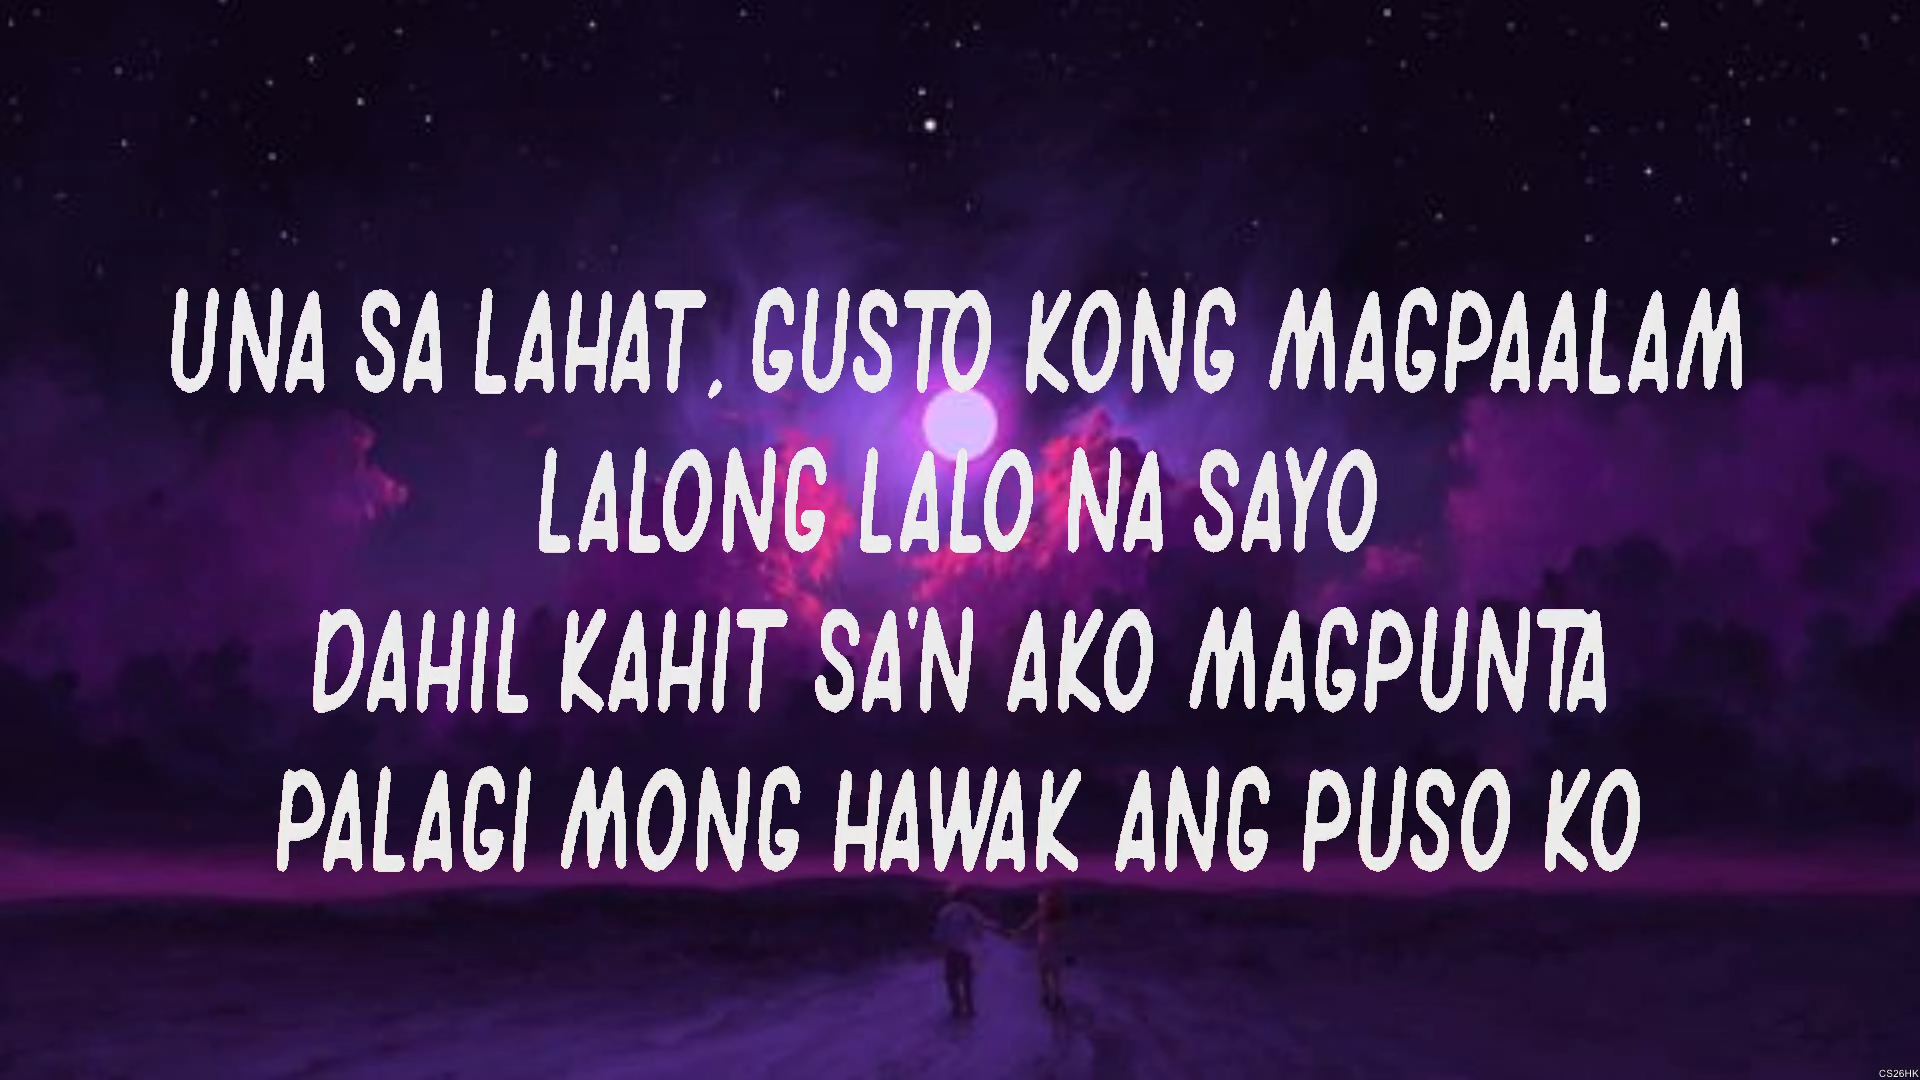 UNA SA LAHAT, GUSTO KONG MAGPAALAM
LALONG LALO NA SAYO
DAHIL KAHIT SA'N AKO MAGPUNTA
PALAGI MONG HAWAK ANG PUSO KO
CS26HK